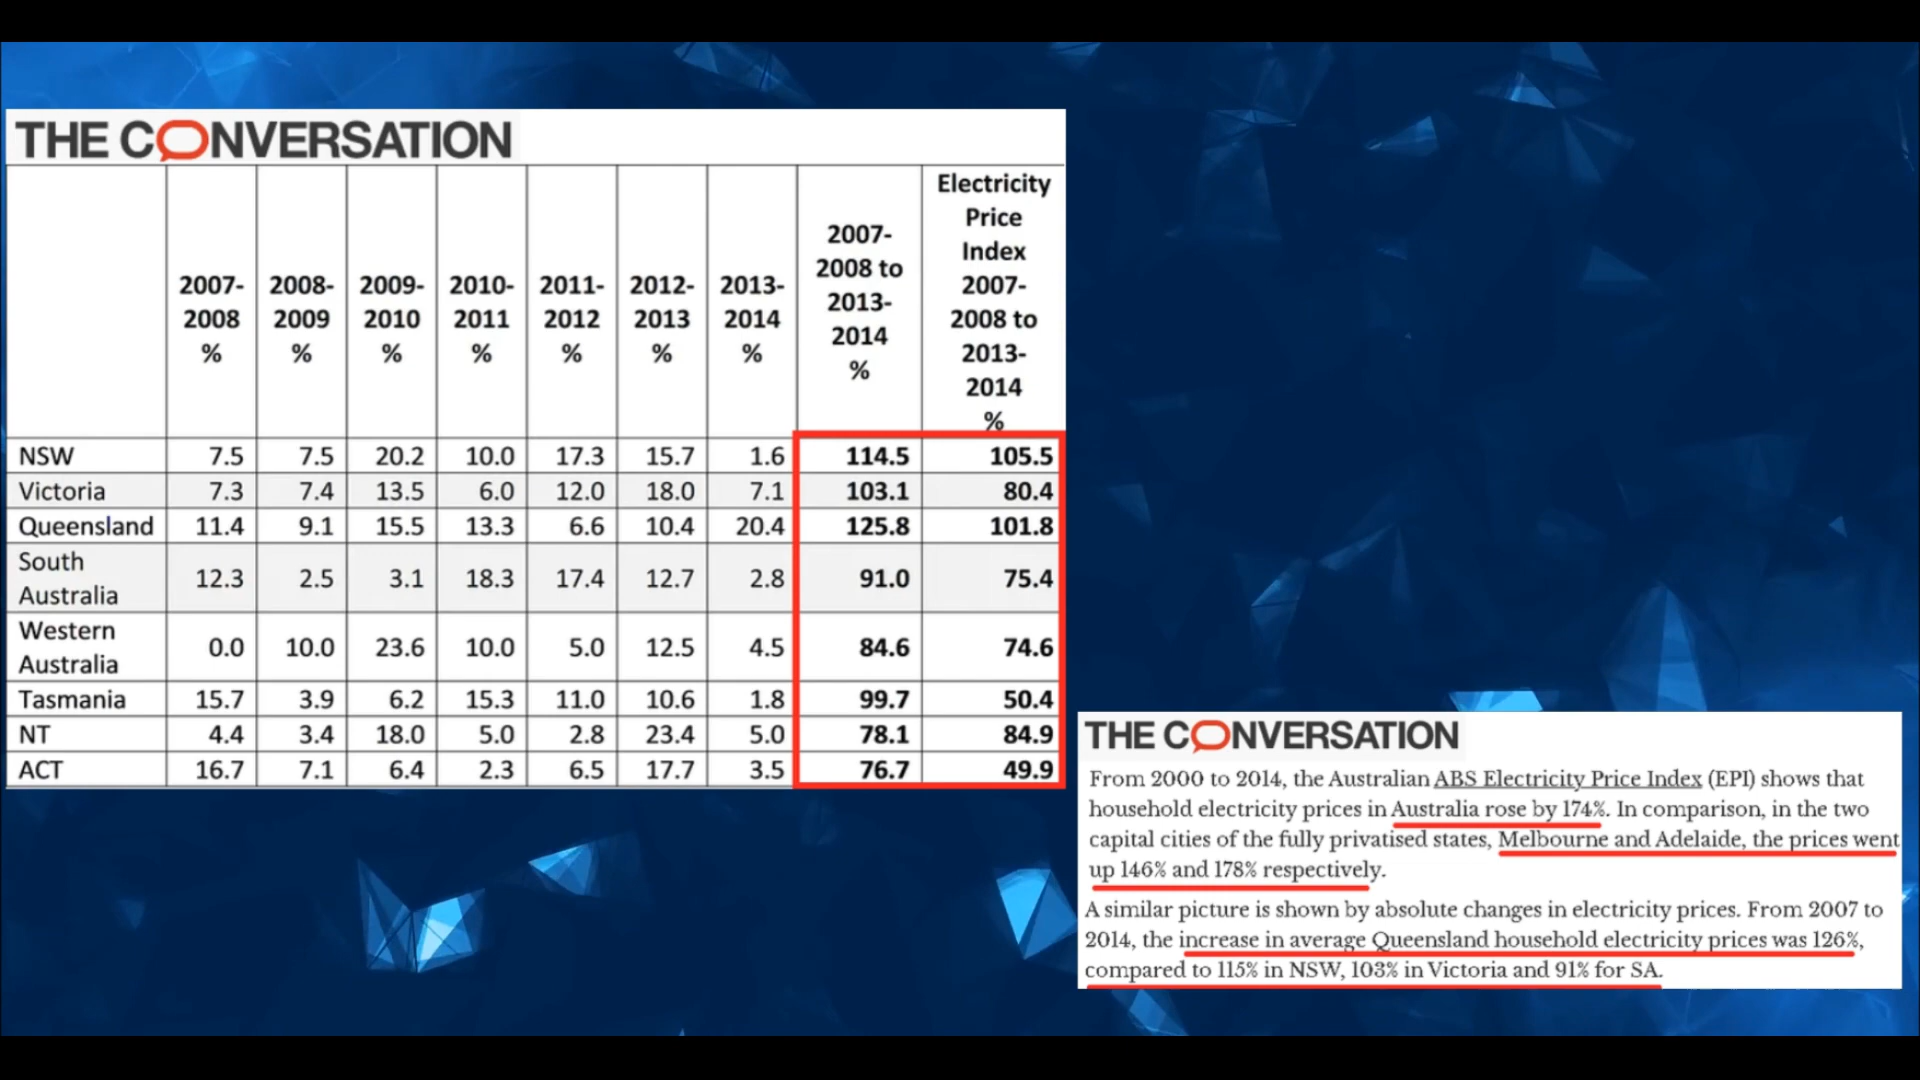 THE CONVERSATION
2007-2008 % 2008-2009 % 2009-2010 % 2010-2011 % 2011-2012 % 2012-2013 % 2013-2014 % 2007-2008 to 2013-2014 % Electricity Price Index 2007-2008 to 2013-2014 %
NSW 7.5 7.5 20.2 10.0 17.3 15.7 1.6 114.5 105.5
Victoria 7.3 7.4 13.5 6.0 12.0 18.0 7.1 103.1 80.4
Queensland 11.4 9.1 15.5 13.3 6.6 10.4 20.4 125.8 101.8
South Australia 12.3 2.5 3.1 18.3 17.4 12.7 2.8 91.0 75.4
Western Australia 0.0 10.0 23.6 10.0 5.0 12.5 4.5 84.6 74.6
Tasmania 15.7 3.9 6.2 15.3 11.0 10.6 1.8 99.7 50.4
NT 4.4 3.4 18.0 5.0 2.8 23.4 5.0 78.1 84.9
ACT 16.7 7.1 6.4 2.3 6.5 17.7 3.5 76.7 49.9
THE CONVERSATION
From 2000 to 2014, the Australian ABS Electricity Price Index (EPI) shows that
household electricity prices in Australia rose by 174%. In comparison, in the two
capital cities of the fully privatised states, Melbourne and Adelaide, the prices went
up 146% and 178% respectively.
A similar picture is shown by absolute changes in electricity prices. From 2007 to
2014, the increase in average Queensland household electricity prices was 126%,
compared to 115% in NSW, 103% in Victoria and 91% for SA.